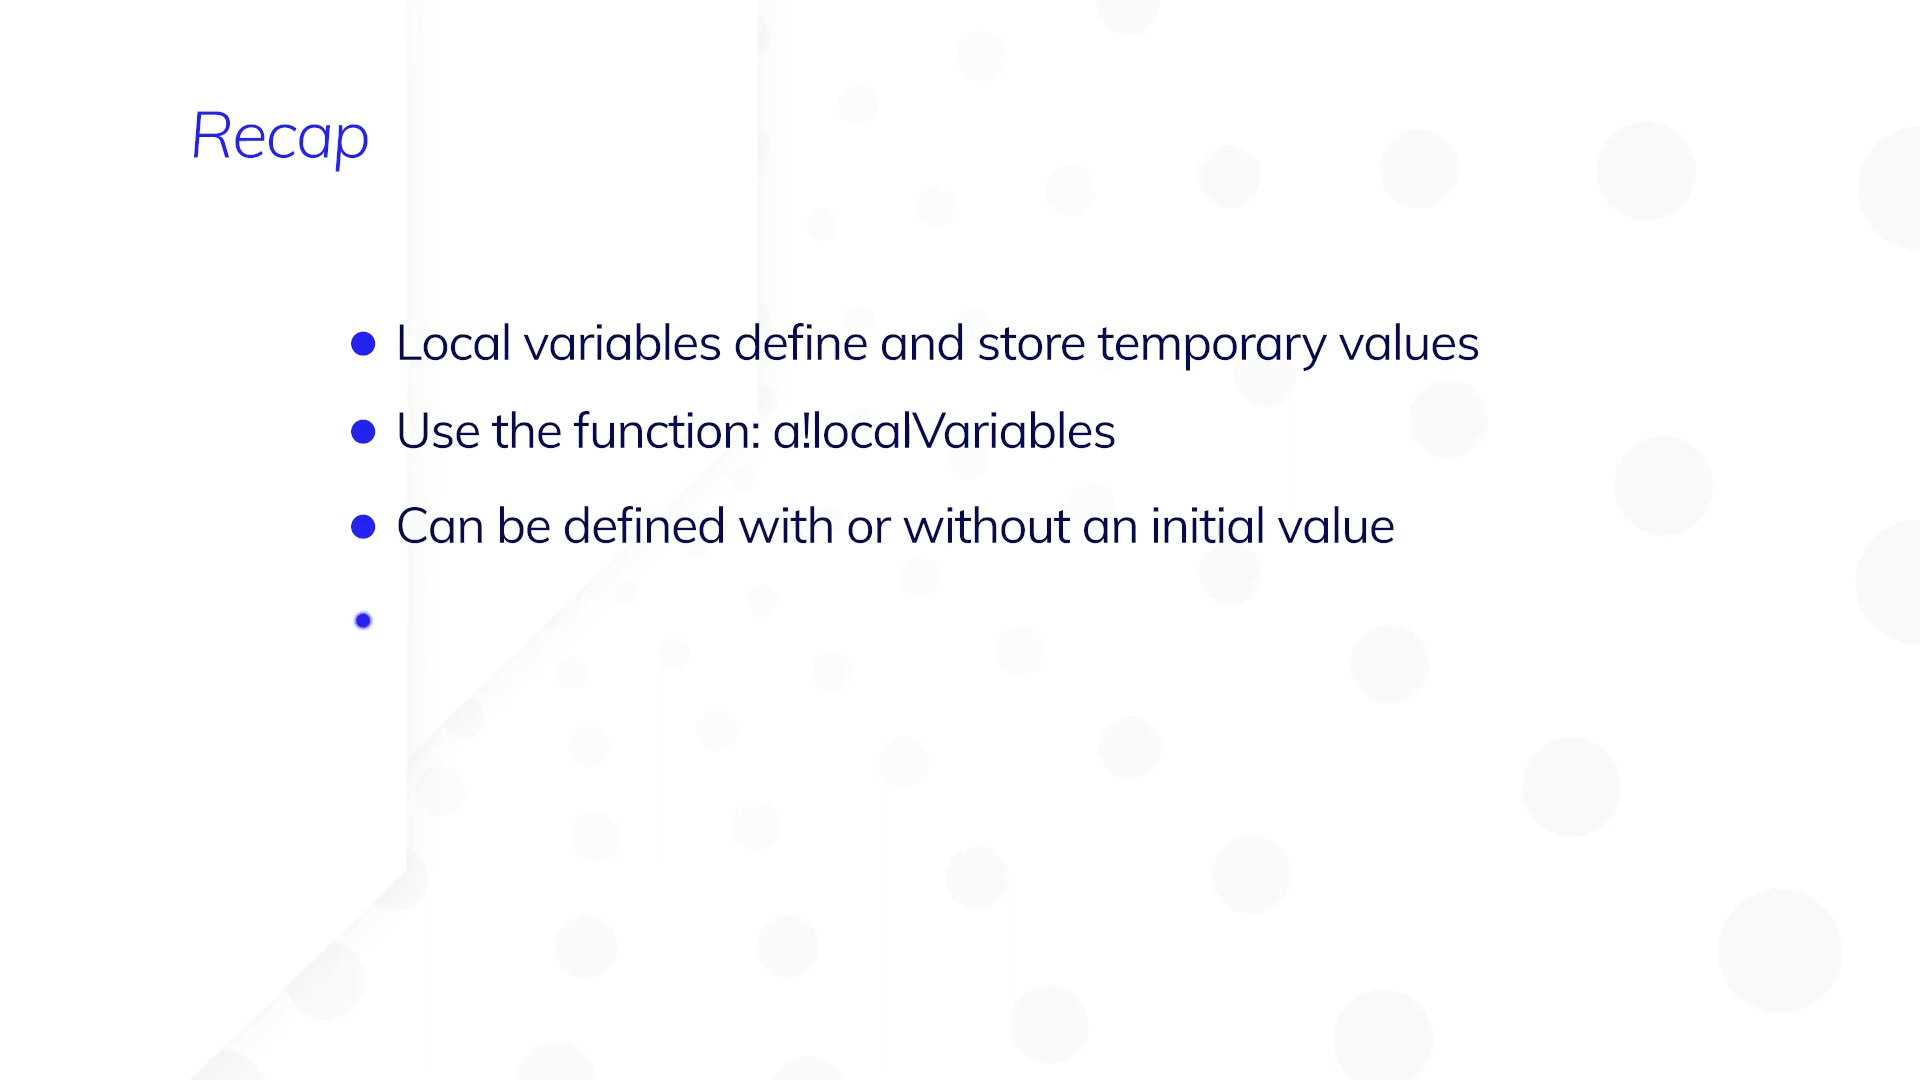 Recap
Local variables define and store temporary values
Use the function: a!localVariables
Can be defined with or without an initial value